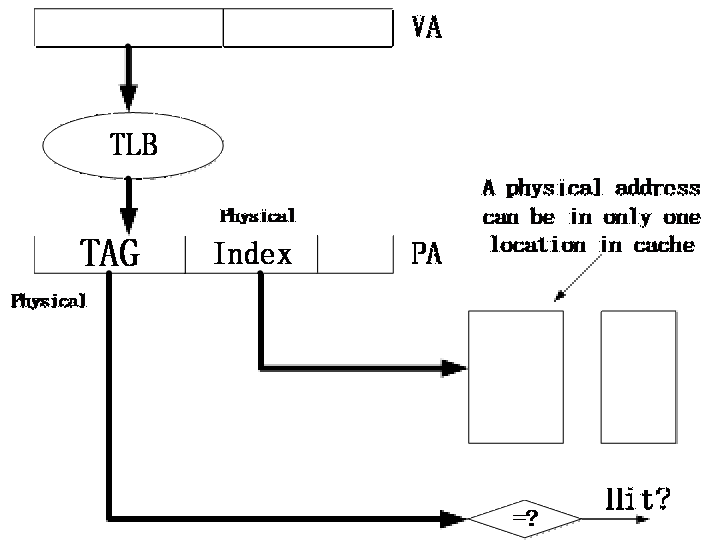 VA
TLB
A physical address
can be in only one
location in cache
Physical
TAG
Index
PA
Physical
=?
Hit?